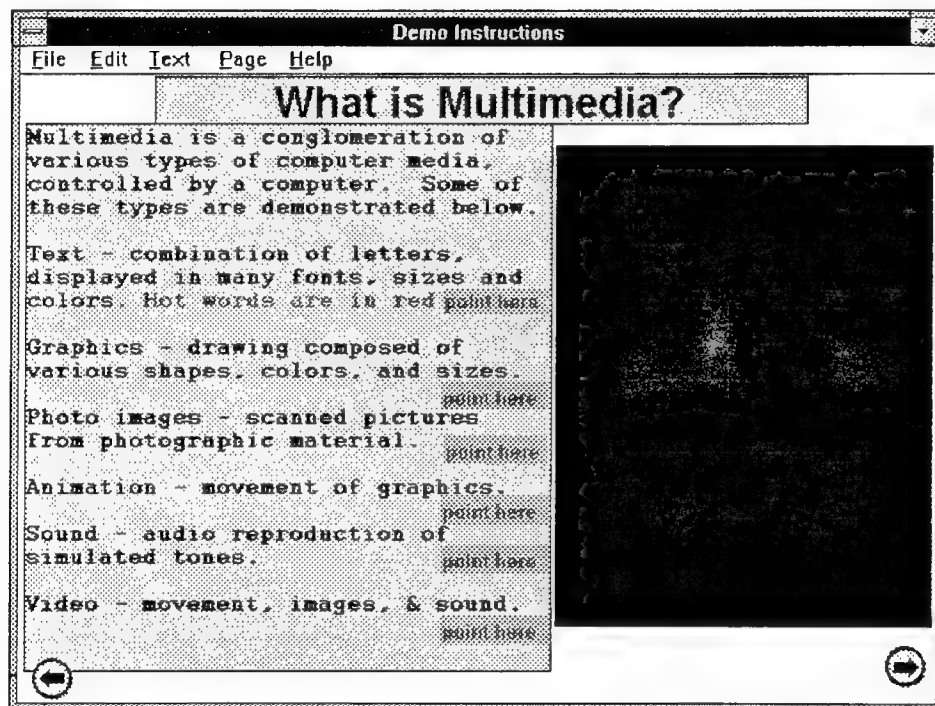 Demo Instructions
File Edit Text Page Help
What is Multimedia?
Multimedia is a conglomeration of
various types of computer media,
controlled by a computer. Some of
these types are demonstrated below.
Text - combination of letters,
displayed in many fonts, sizes and
colors. Hot words are in red point here
Graphics - drawing composed of
various shapes, colors, and sizes.
point here
Photo images - scanned pictures
from photographic material.
point here
Animation - movement of graphics.
point here
Sound - audio reproduction of
simulated tones.
point here
Video - movement, images, & sound.
point here